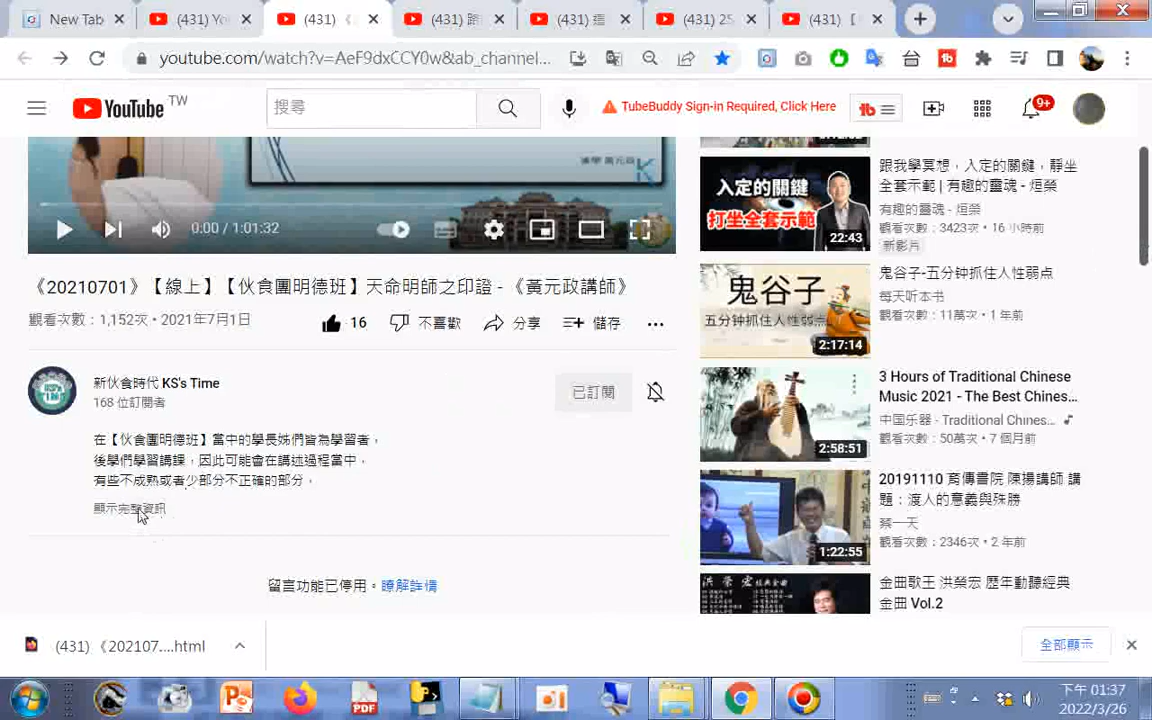 New Tab
(431) Yo
(431) 《
(431) 跟
(431) 這
(431) 25
(431) 【
youtube.com/watch?v=AeF9dxCCY0w&ab_channel...
YouTube TW
搜尋
TubeBuddy Sign-in Required, Click Here
9+
0:00 / 1:01:32
《20210701》【線上】【伙食團明德班】天命明師之印證 - 《黃元政講師》
觀看次數：1,152次 • 2021年7月1日
16
不喜歡
分享
儲存
新伙食時代 KS's Time
168 位訂閱者
已訂閱
在【伙食團明德班】當中的學長姊們皆為學習者，
後學們學習講課，因此可能會在講述過程當中，
有些不成熟或者少部分不正確的部分，
顯示完整資訊
留言功能已停用。瞭解詳情
入定的關鍵
打坐全套示範
22:43
跟我學冥想，入定的關鍵，靜坐
全套示範 | 有趣的靈魂 - 烜榮
有趣的靈魂 - 烜榮
觀看次數：3423次 • 16 小時前
新影片
鬼谷子
五分钟抓住人性弱点
2:17:14
鬼谷子-五分钟抓住人性弱点
每天听本书
觀看次數：11萬次 • 1 年前
2:58:51
3 Hours of Traditional Chinese
Music 2021 - The Best Chines...
中国乐器 - Traditional Chines...
觀看次數：50萬次 • 7 個月前
1:22:55
20191110 育傳書院 陳揚講師 講
題：渡人的意義與殊勝
蔡一天
觀看次數：2346次 • 2 年前
洪榮宏
金曲歌王 洪榮宏 歷年動聽經典
金曲 Vol.2
(431) 《202107....html
全部顯示
下午 01:37
2022/3/26